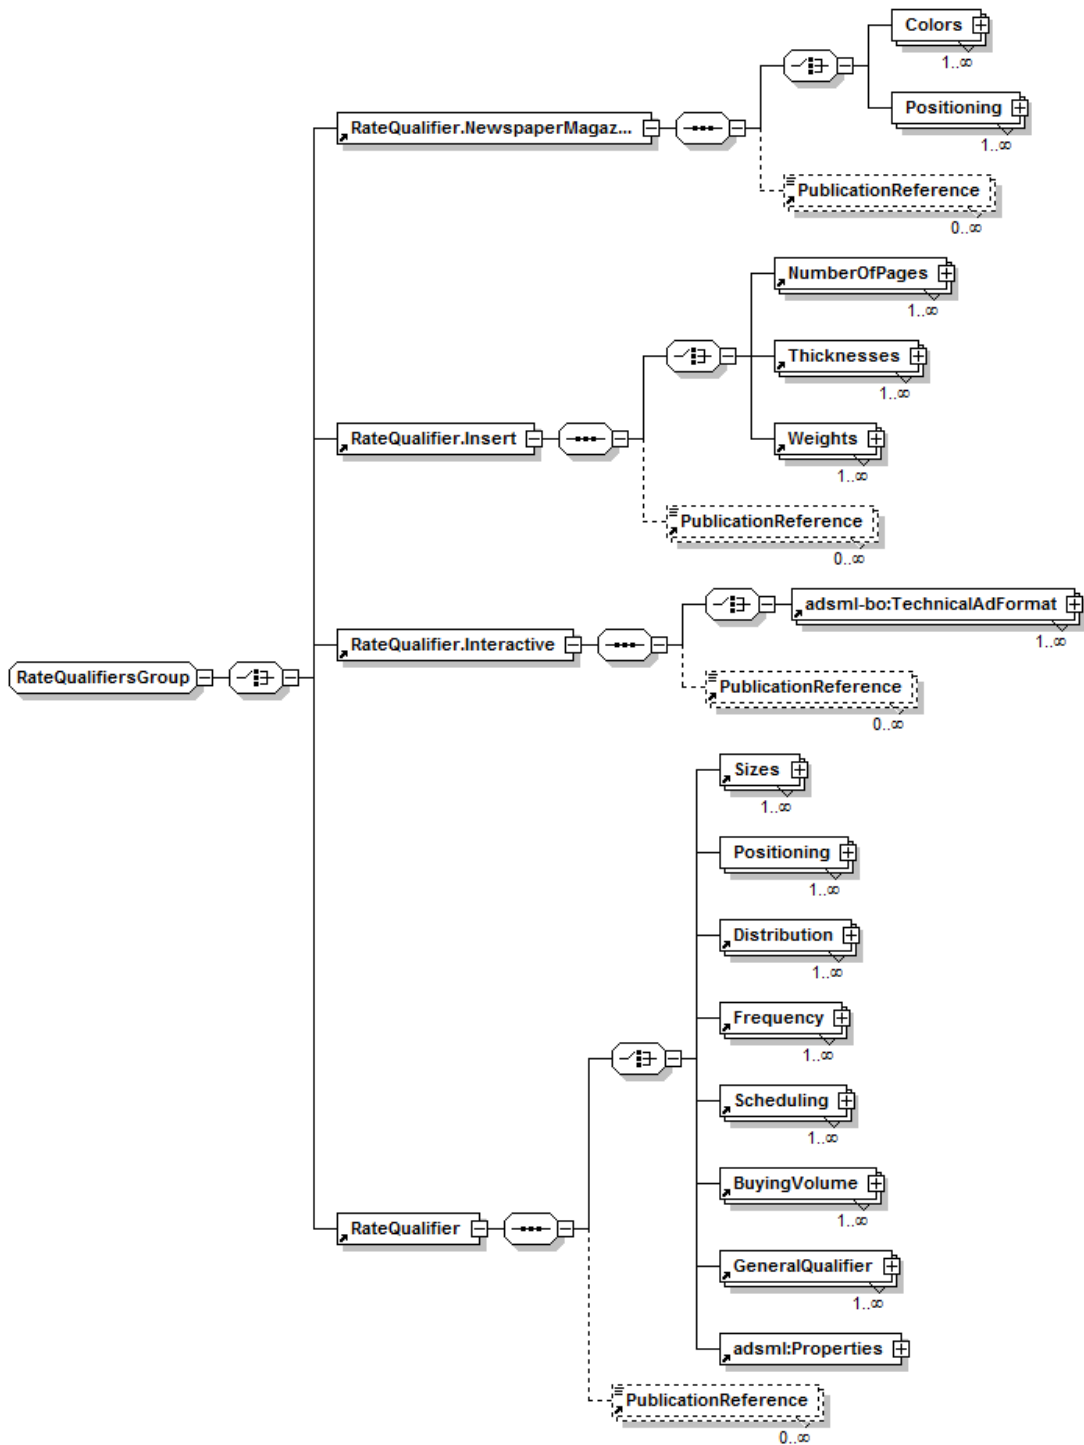 Colors
1..∞
Positioning
1..∞
RateQualifier.NewspaperMagaz...
PublicationReference
0..∞
NumberOfPages
1..∞
Thicknesses
1..∞
RateQualifier.Insert
Weights
1..∞
PublicationReference
0..∞
adsml-bo:TechnicalAdFormat
1..∞
RateQualifier.Interactive
PublicationReference
0..∞
RateQualifiersGroup
Sizes
1..∞
Positioning
1..∞
Distribution
1..∞
Frequency
1..∞
Scheduling
1..∞
BuyingVolume
1..∞
RateQualifier
GeneralQualifier
1..∞
adsml:Properties
PublicationReference
0..∞